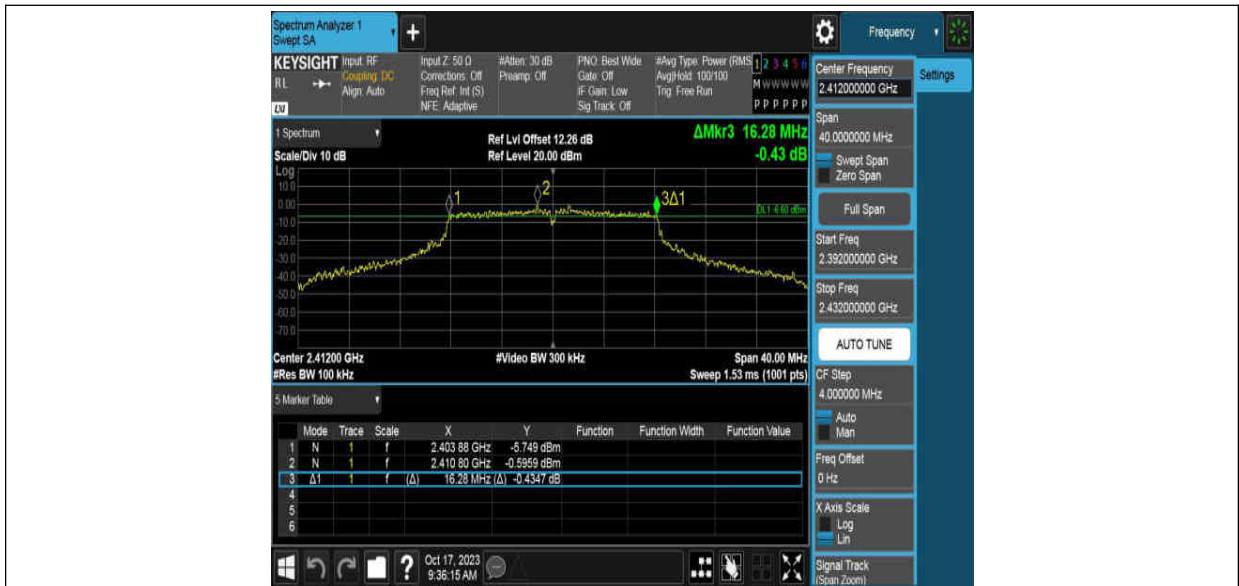 Spectrum Analyzer 1
Swept SA
+
Frequency
KEYSIGHT
RL
LXI
Input: RF
Coupling: DC
Align: Auto
Input Z: 50 Ω
Corrections: Off
Freq Ref: Int (S)
NFE: Adaptive
#Atten: 30 dB
Preamp: Off
PNO: Best Wide
Gate: Off
IF Gain: Low
Sig Track: Off
#Avg Type: Power (RMS
Avg|Hold: 100/100
Trig: Free Run
1 2 3 4 5 6
M W W W W W
P P P P P P
Center Frequency
2.412000000 GHz
Settings
Span
40.0000000 MHz
Swept Span
Zero Span
Full Span
Start Freq
2.392000000 GHz
Stop Freq
2.432000000 GHz
AUTO TUNE
CF Step
4.000000 MHz
Auto
Man
Freq Offset
0 Hz
X Axis Scale
Log
Lin
Signal Track
(Span Zoom)
1 Spectrum
Scale/Div 10 dB
Ref Lvl Offset 12.26 dB
Ref Level 20.00 dBm
ΔMkr3 16.28 MHz
-0.43 dB
Log
10.0
0.00
-10.0
-20.0
-30.0
-40.0
-50.0
-60.0
-70.0
1
2
3Δ1
DL1 -6.60 dBm
Center 2.41200 GHz
#Video BW 300 kHz
Span 40.00 MHz
#Res BW 100 kHz
Sweep 1.53 ms (1001 pts)
5 Marker Table
Mode Trace Scale X Y Function Function Width Function Value
1 N 1 f 2.403 88 GHz -5.749 dBm
2 N 1 f 2.410 80 GHz -0.5959 dBm
3 Δ1 1 f (Δ) 16.28 MHz (Δ) -0.4347 dB
4
5
6
?
Oct 17, 2023
9:36:15 AM